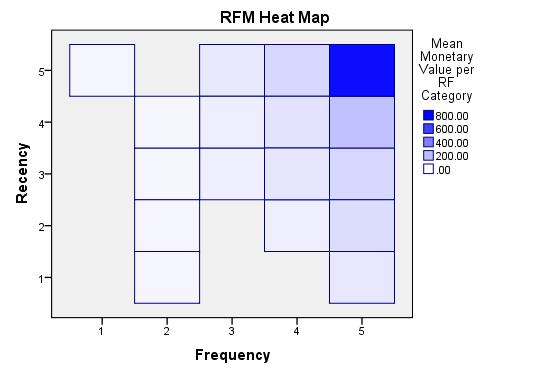 RFM Heat Map
Mean
Monetary
Value per
RF
Category
800.00
600.00
400.00
200.00
.00
Recency
5
4
3
2
1
1 2 3 4 5
Frequency